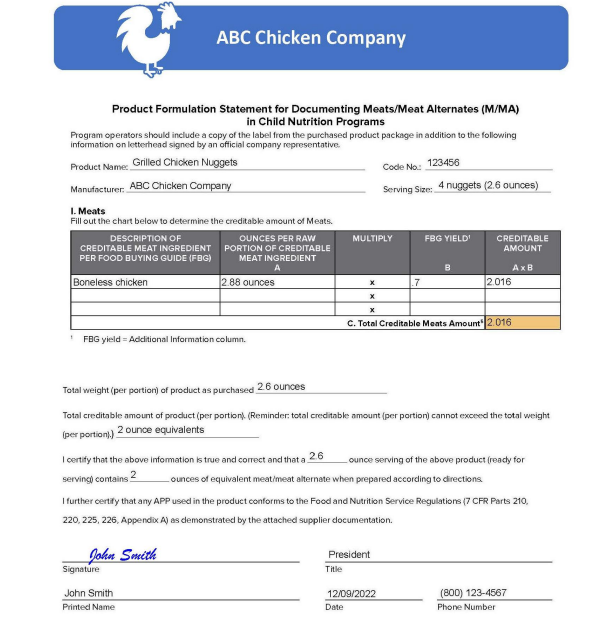 ABC Chicken Company
Product Formulation Statement for Documenting Meats/Meat Alternates (M/MA)
in Child Nutrition Programs
Program operators should include a copy of the label from the purchased product package in addition to the following
information on letterhead signed by an official company representative.
Product Name: Grilled Chicken Nuggets Code No.: 123456
Manufacturer: ABC Chicken Company Serving Size: 4 nuggets (2.6 ounces)
I. Meats
Fill out the chart below to determine the creditable amount of Meats.
DESCRIPTION OF CREDITABLE MEAT INGREDIENT PER FOOD BUYING GUIDE (FBG) OUNCES PER RAW PORTION OF CREDITABLE MEAT INGREDIENT A MULTIPLY FBG YIELD¹ B CREDITABLE AMOUNT A x B
Boneless chicken 2.88 ounces x .7 2.016
x
x
C. Total Creditable Meats Amount⁶ 2.016
¹ FBG yield = Additional Information column.
Total weight (per portion) of product as purchased 2.6 ounces
Total creditable amount of product (per portion). (Reminder: total creditable amount (per portion) cannot exceed the total weight
(per portion).) 2 ounce equivalents
I certify that the above information is true and correct and that a 2.6 ounce serving of the above product (ready for
serving) contains 2 ounces of equivalent meat/meat alternate when prepared according to directions.
I further certify that any APP used in the product conforms to the Food and Nutrition Service Regulations (7 CFR Parts 210,
220, 225, 226, Appendix A) as demonstrated by the attached supplier documentation.
John Smith President
Signature Title
John Smith 12/09/2022 (800) 123-4567
Printed Name Date Phone Number